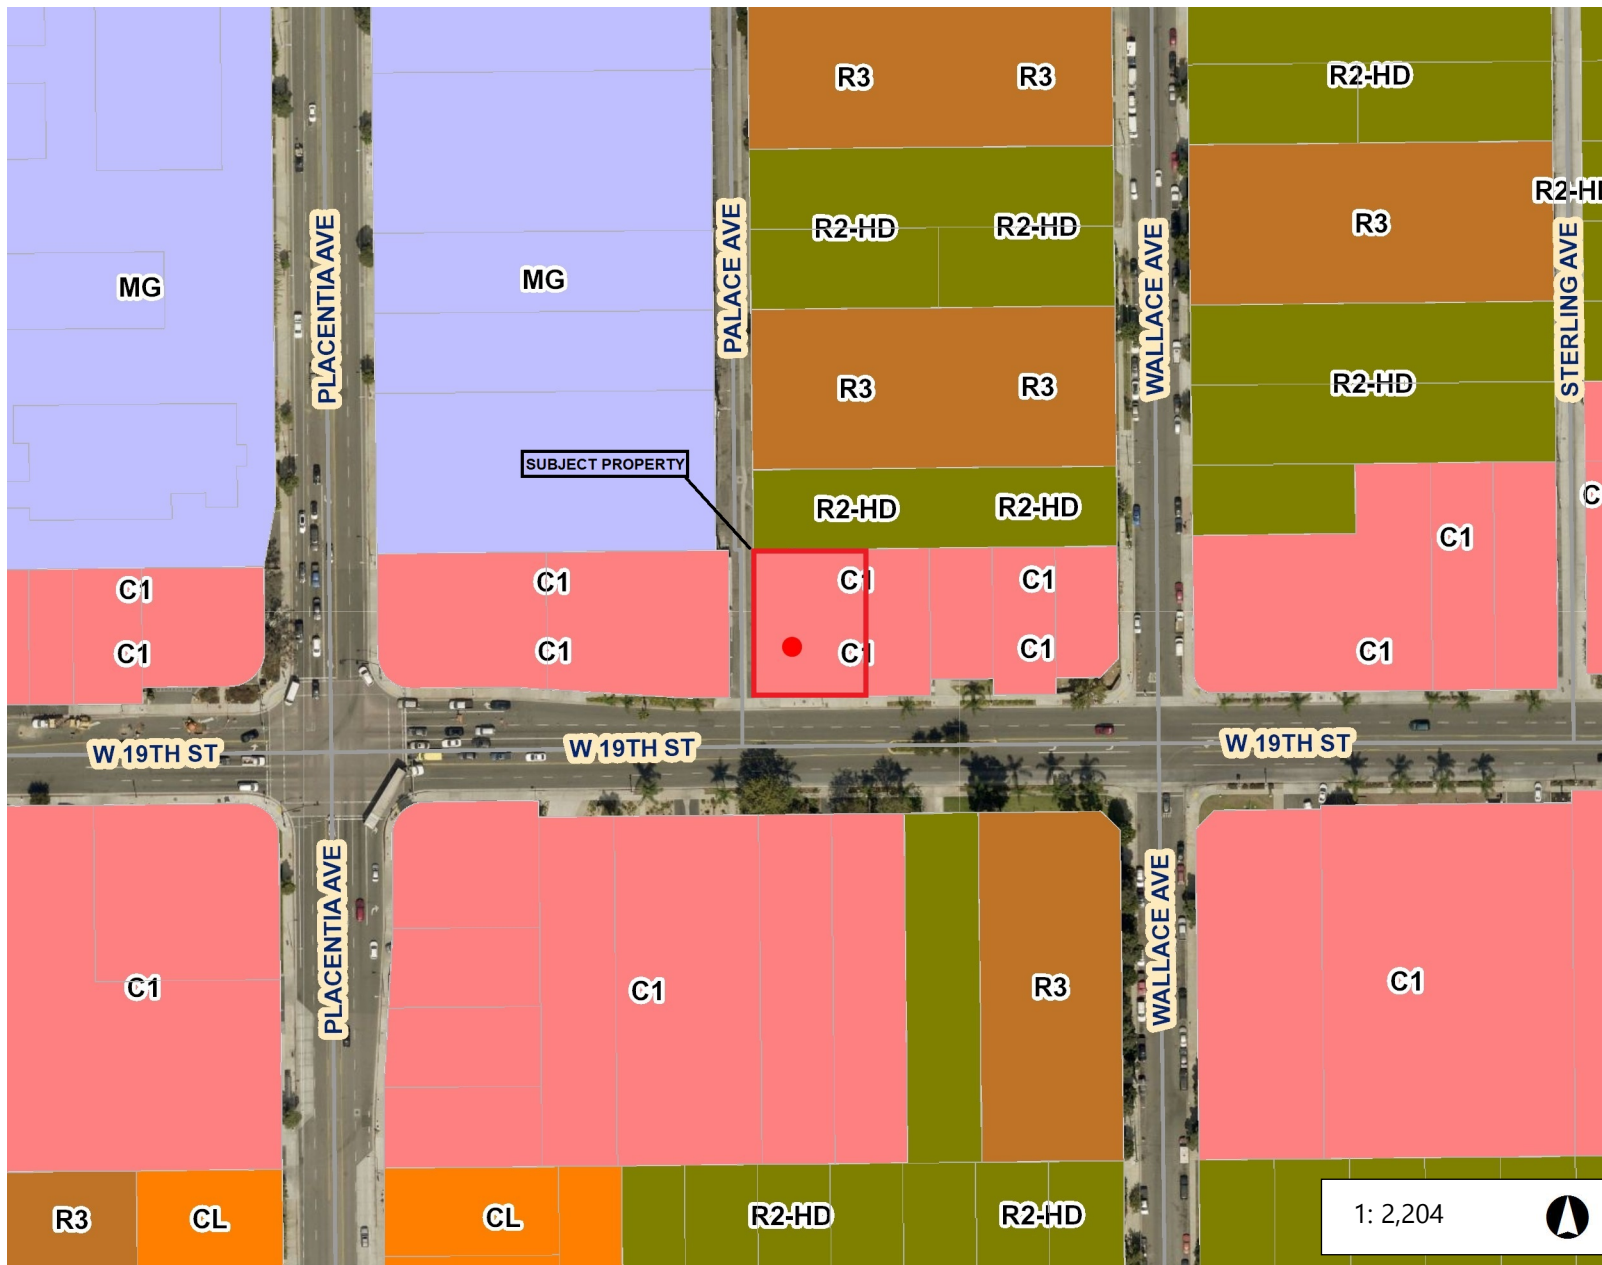 R3 R3 R2-HD
R2-HD
R3
PLACENTIA AVE
PALACE AVE
R2-HD R2-HD
WALLACE AVE
STERLING AVE
MG
MG
R3 R3
R2-HD
SUBJECT PROPERTY
R2-HD R2-HD
C1
C1
C1
C1
C1
C1
C1
C1
C1
C1
C1
W 19TH ST
W 19TH ST
W 19TH ST
PLACENTIA AVE
WALLACE AVE
C1
C1
R3
C1
R3
CL
CL
R2-HD
R2-HD
1: 2,204